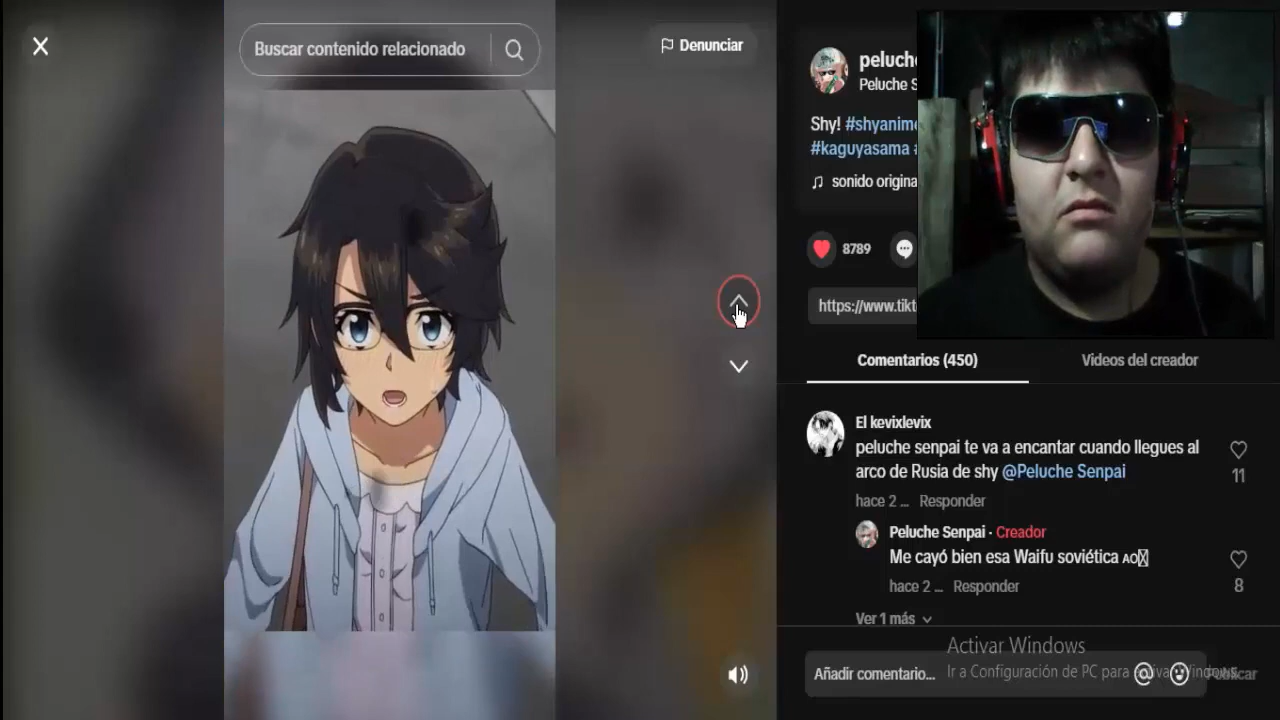 Buscar contenido relacionado
Denunciar
peluche
Peluche S
Shy! #shyanim
#kaguyasama
sonido origina
8789
https://www.tikt
Comentarios (450)
Videos del creador
El kevixlevix
peluche senpai te va a encantar cuando llegues al
arco de Rusia de shy @Peluche Senpai
11
hace 2 ... Responder
Peluche Senpai · Creador
Me cayó bien esa Waifu soviética AO
8
hace 2 ... Responder
Ver 1 más
Activar Windows
Ir a Configuración de PC para activar Windows.
Añadir comentario...
Publicar